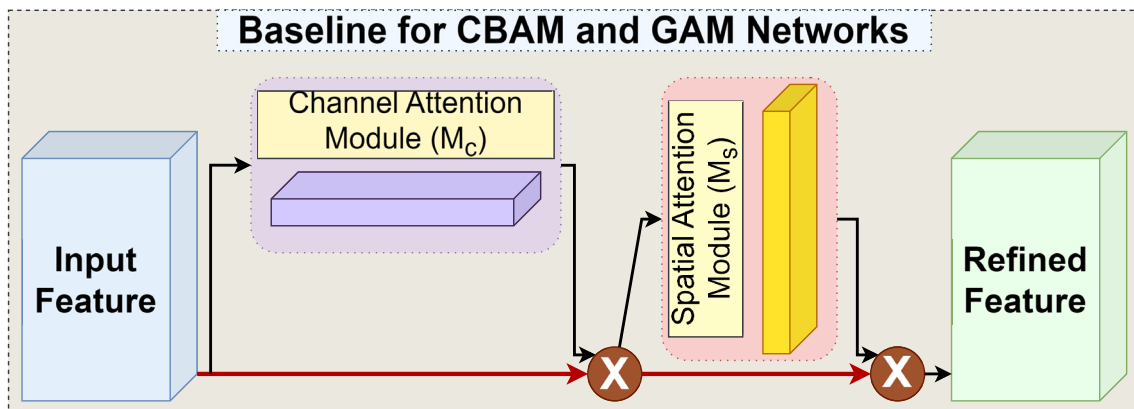 Baseline for CBAM and GAM Networks
Channel Attention
Module (Mc)
Spatial Attention
Module (Ms)
Input
Feature
X
X
Refined
Feature